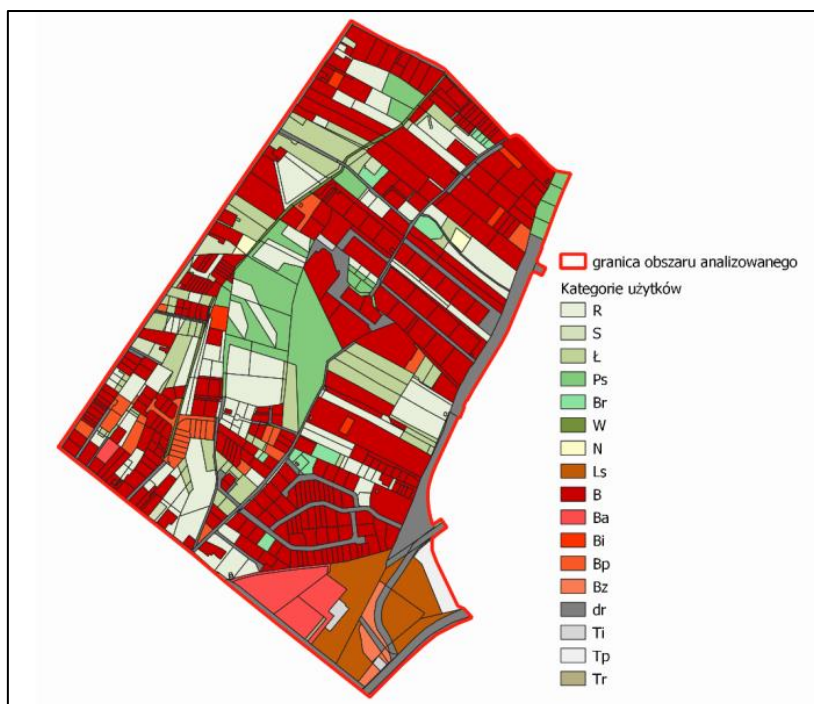 granica obszaru analizowanego
Kategorie użytków
R
S
Ł
Ps
Br
W
N
Ls
B
Ba
Bi
Bp
Bz
dr
Ti
Tp
Tr